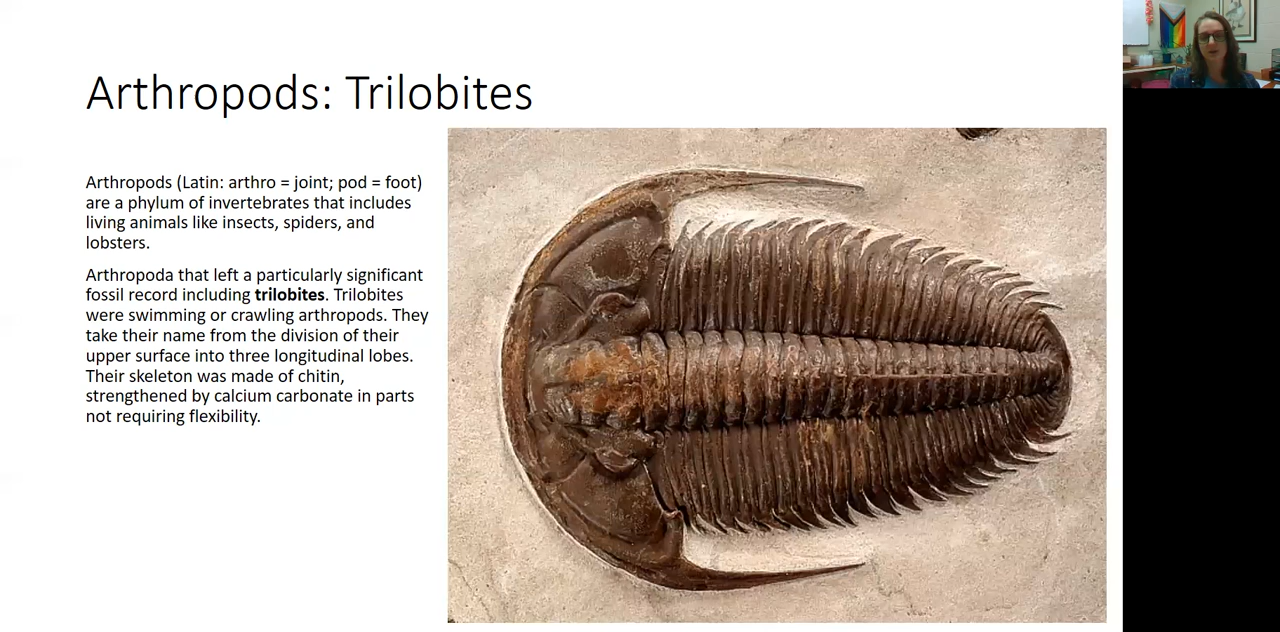 Arthropods: Trilobites
Arthropods (Latin: arthro = joint; pod = foot)
are a phylum of invertebrates that includes
living animals like insects, spiders, and
lobsters.
Arthropoda that left a particularly significant
fossil record including trilobites. Trilobites
were swimming or crawling arthropods. They
take their name from the division of their
upper surface into three longitudinal lobes.
Their skeleton was made of chitin,
strengthened by calcium carbonate in parts
not requiring flexibility.